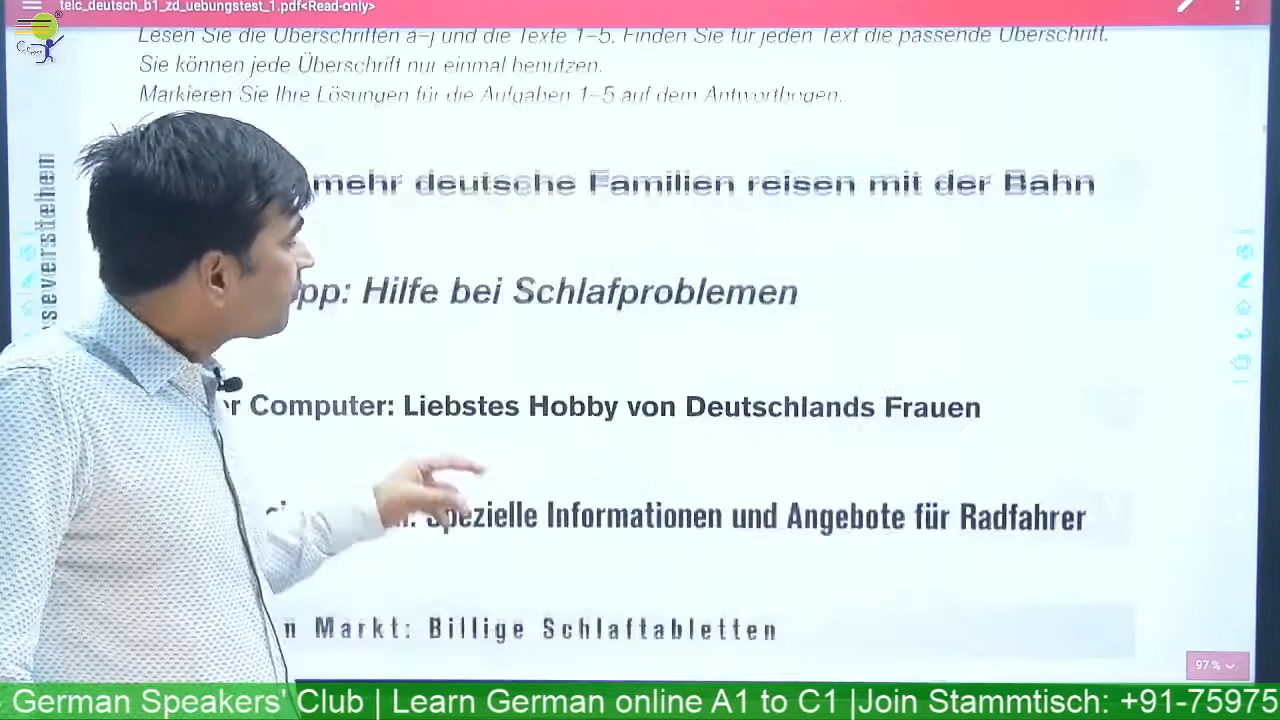 telc_deutsch_b1_zd_uebungstest_1.pdf<Read-only>
Lesen Sie die Überschriften a–j und die Texte 1–5. Finden Sie für jeden Text die passende Überschrift.
Sie können jede Überschrift nur einmal benutzen.
Markieren Sie Ihre Lösungen für die Aufgaben 1–5 auf dem Antwortbogen.
mehr deutsche Familien reisen mit der Bahn
pp: Hilfe bei Schlafproblemen
r Computer: Liebstes Hobby von Deutschlands Frauen
Spezielle Informationen und Angebote für Radfahrer
n Markt: Billige Schlaftabletten
severstehen
97%
German Speakers' Club | Learn German online A1 to C1 |Join Stammtisch: +91-75975